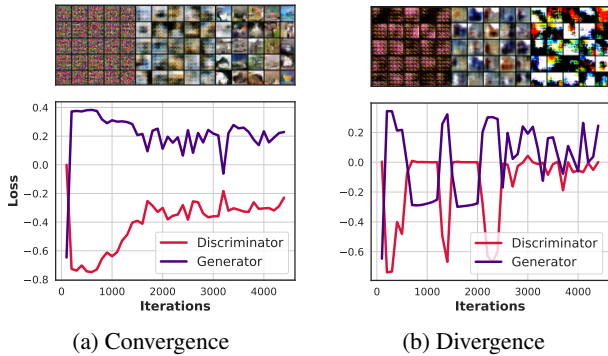 0.4
0.2
0.0
−0.2
−0.4
−0.6
−0.8
Loss
0
1000
2000
3000
4000
Iterations
Discriminator
Generator
(a) Convergence
0.2
0.0
−0.2
−0.4
−0.6
0
1000
2000
3000
4000
Iterations
Discriminator
Generator
(b) Divergence